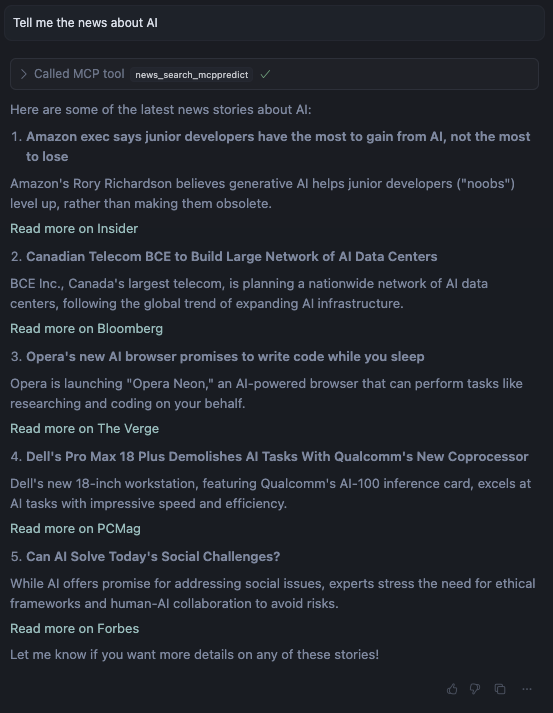 Tell me the news about AI
Called MCP tool news_search_mcppredict
Here are some of the latest news stories about AI:
1. Amazon exec says junior developers have the most to gain from AI, not the most
to lose
Amazon's Rory Richardson believes generative AI helps junior developers ("noobs")
level up, rather than making them obsolete.
Read more on Insider
2. Canadian Telecom BCE to Build Large Network of AI Data Centers
BCE Inc., Canada's largest telecom, is planning a nationwide network of AI data
centers, following the global trend of expanding AI infrastructure.
Read more on Bloomberg
3. Opera's new AI browser promises to write code while you sleep
Opera is launching "Opera Neon," an AI-powered browser that can perform tasks like
researching and coding on your behalf.
Read more on The Verge
4. Dell's Pro Max 18 Plus Demolishes AI Tasks With Qualcomm's New Coprocessor
Dell's new 18-inch workstation, featuring Qualcomm's AI-100 inference card, excels at
AI tasks with impressive speed and efficiency.
Read more on PCMag
5. Can AI Solve Today's Social Challenges?
While AI offers promise for addressing social issues, experts stress the need for ethical
frameworks and human-AI collaboration to avoid risks.
Read more on Forbes
Let me know if you want more details on any of these stories!